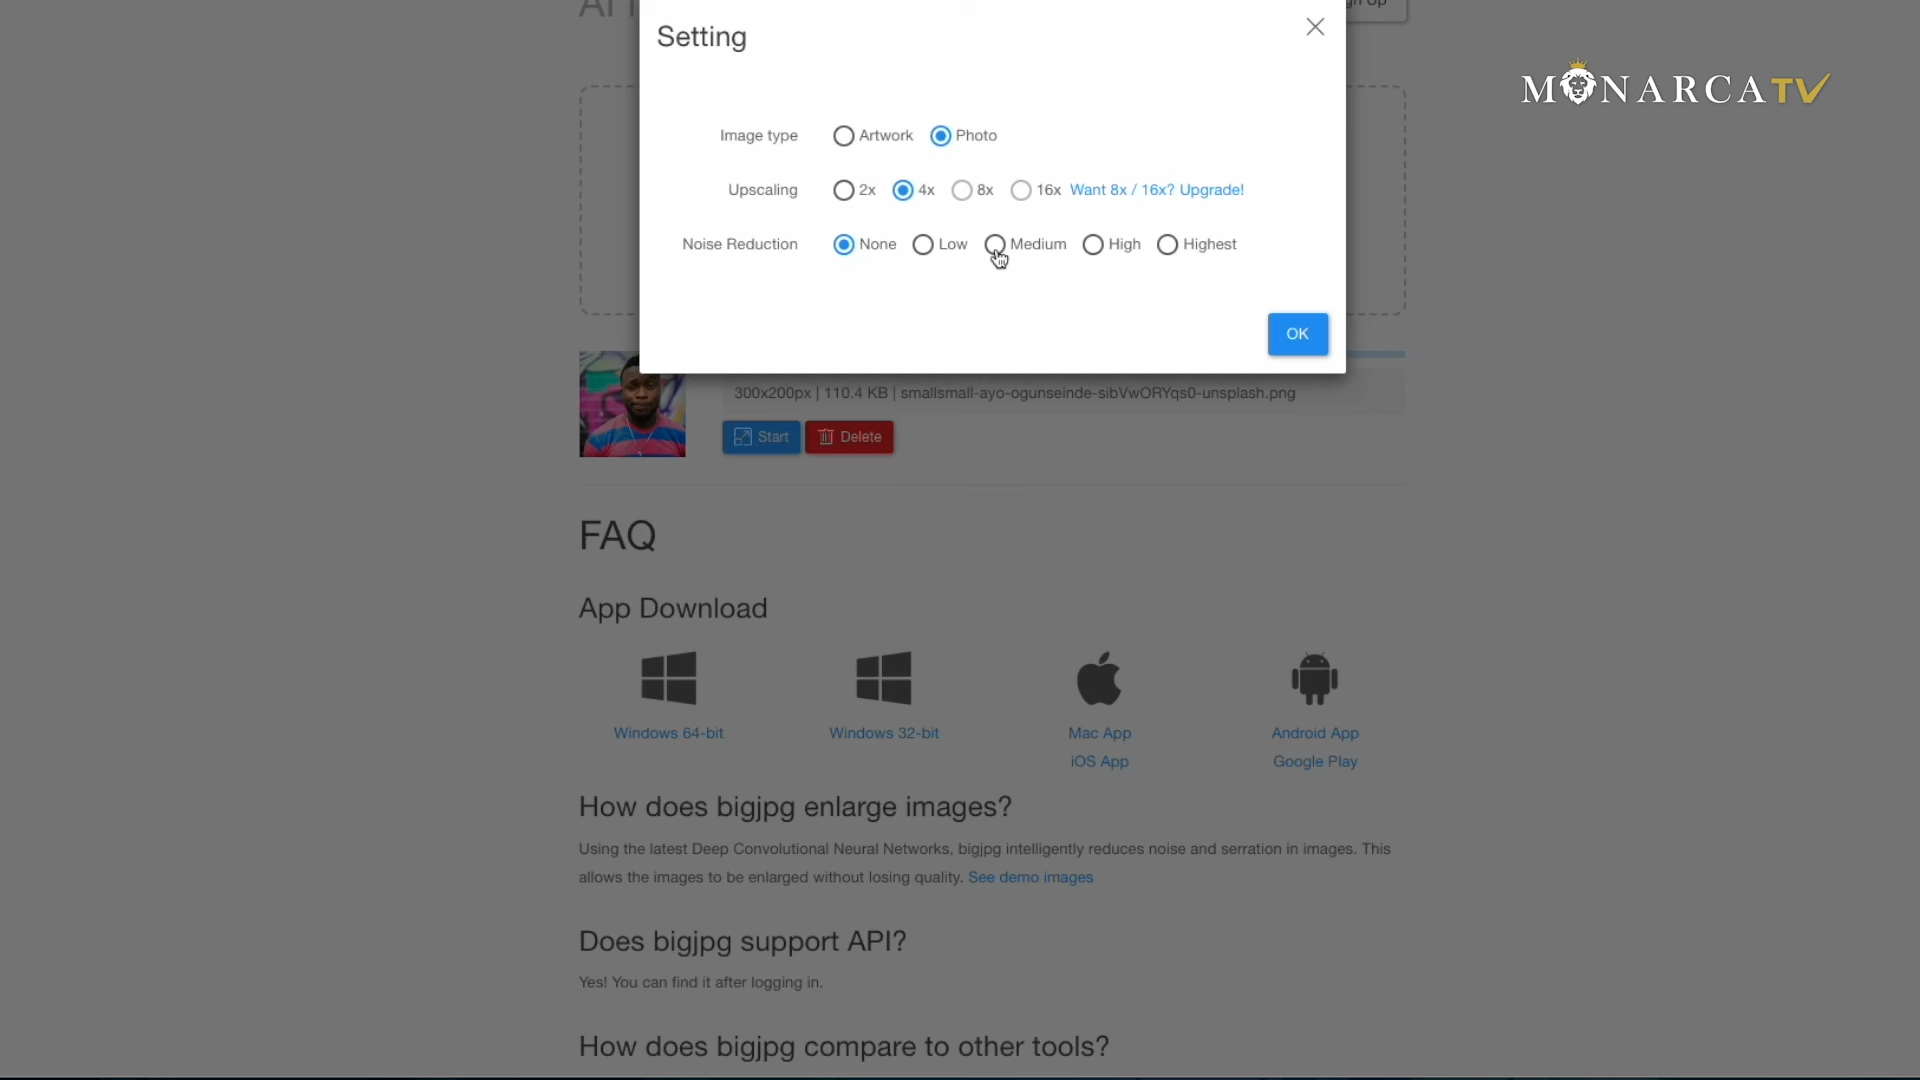 Setting
MONARCATV
Image type Artwork Photo
Upscaling 2x 4x 8x 16x Want 8x / 16x? Upgrade!
Noise Reduction None Low Medium High Highest
OK
300x200px | 110.4 KB | smallsmall-ayo-ogunseinde-sibVwORYqs0-unsplash.png
Start Delete
FAQ
App Download
Windows 64-bit Windows 32-bit Mac App Android App
iOS App Google Play
How does bigjpg enlarge images?
Using the latest Deep Convolutional Neural Networks, bigjpg intelligently reduces noise and serration in images. This
allows the images to be enlarged without losing quality. See demo images
Does bigjpg support API?
Yes! You can find it after logging in.
How does bigjpg compare to other tools?